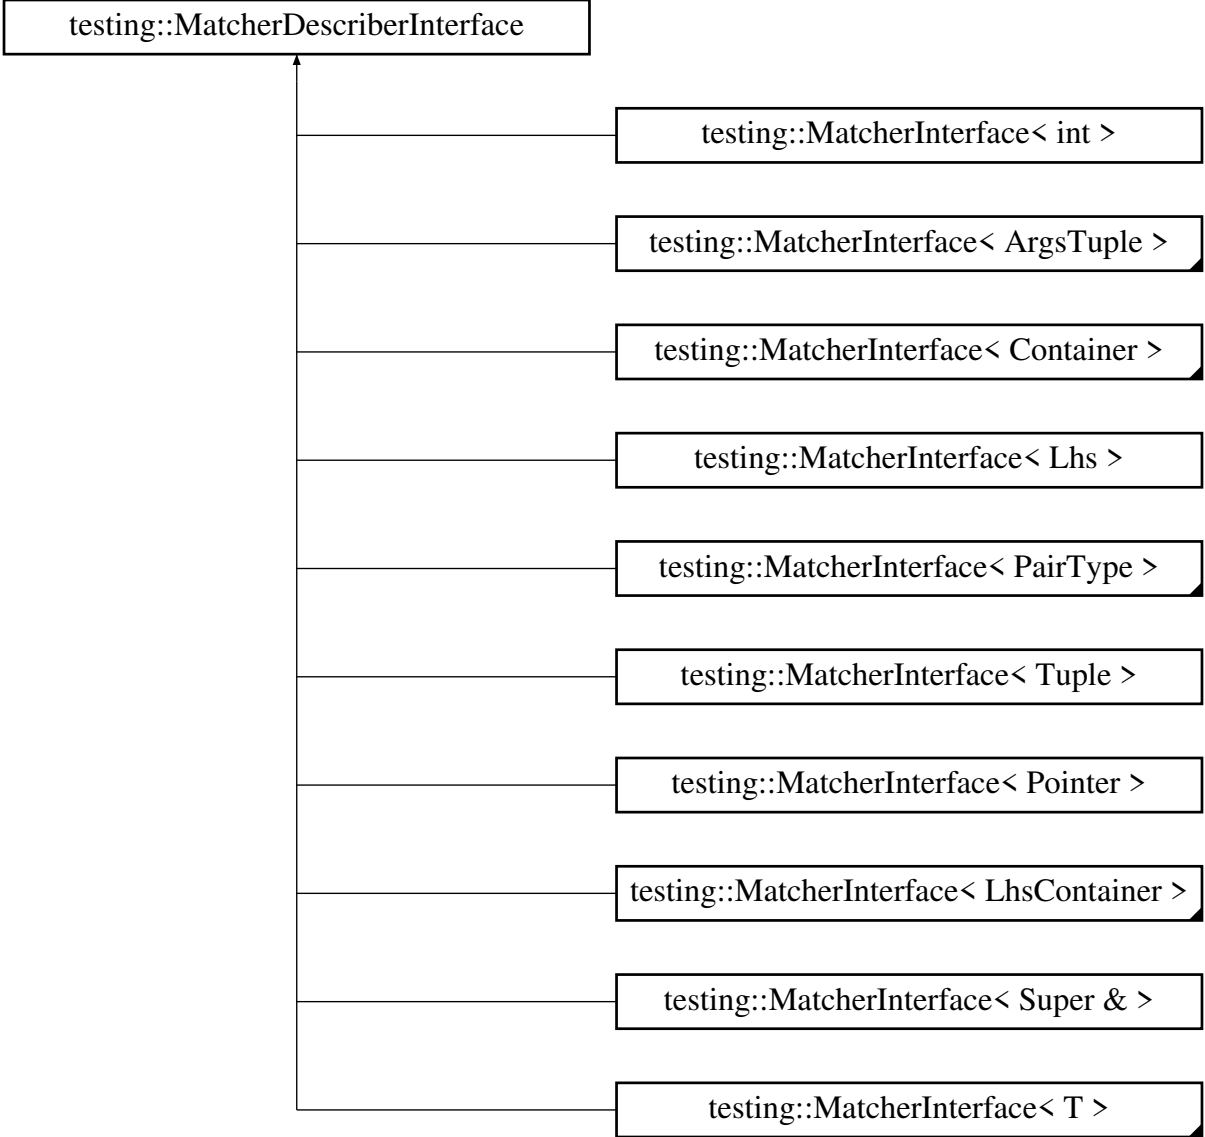 testing::MatcherDescriberInterface
testing::MatcherInterface< int >
testing::MatcherInterface< ArgsTuple >
testing::MatcherInterface< Container >
testing::MatcherInterface< Lhs >
testing::MatcherInterface< PairType >
testing::MatcherInterface< Tuple >
testing::MatcherInterface< Pointer >
testing::MatcherInterface< LhsContainer >
testing::MatcherInterface< Super & >
testing::MatcherInterface< T >